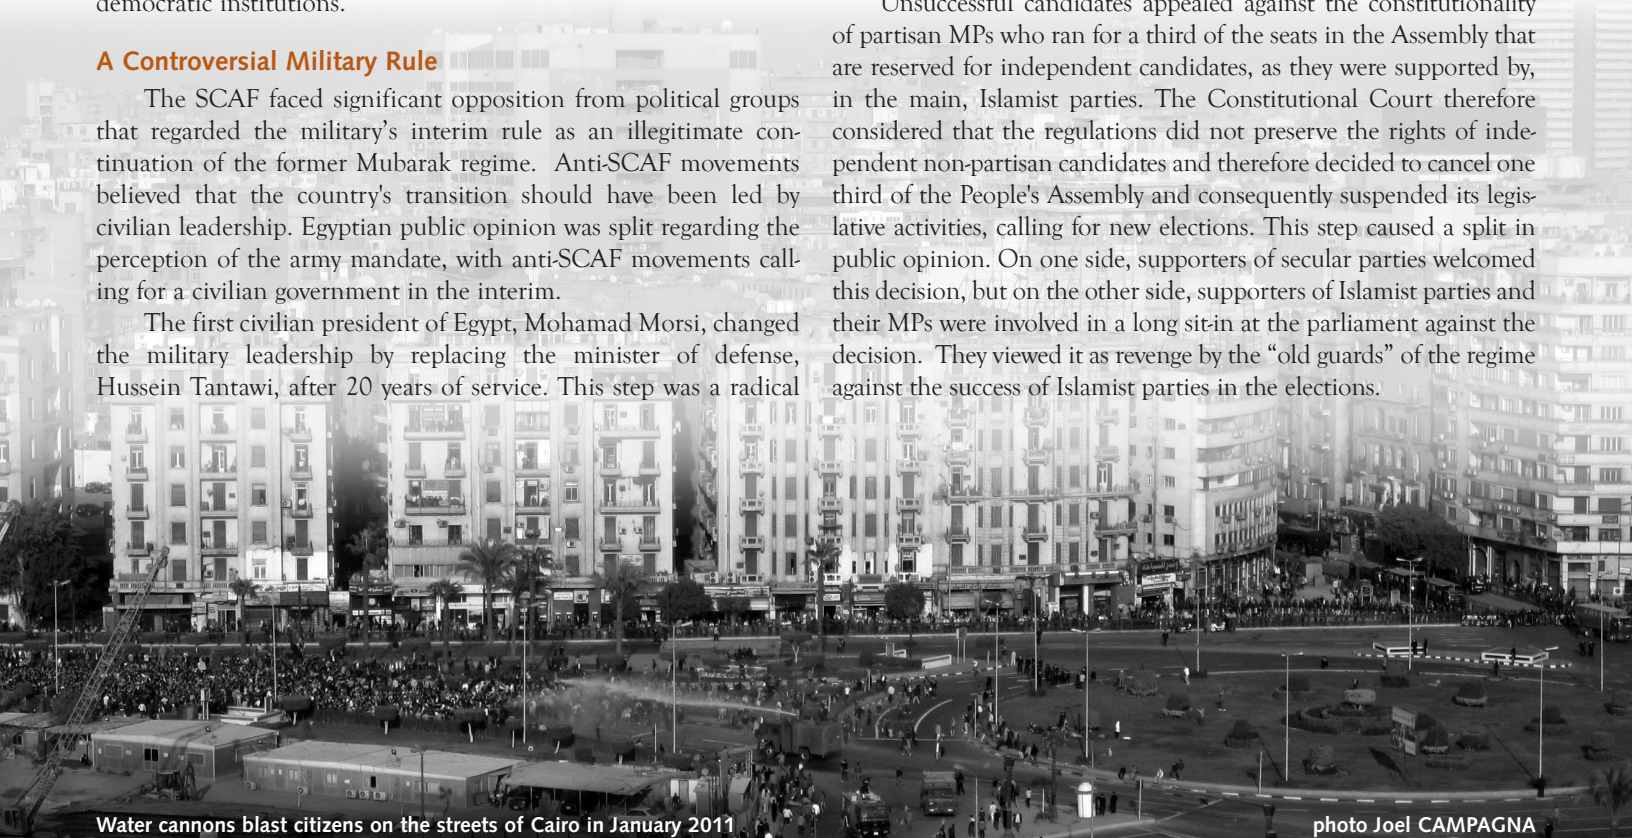 democratic institutions.
A Controversial Military Rule
The SCAF faced significant opposition from political groups
that regarded the military's interim rule as an illegitimate con-
tinuation of the former Mubarak regime.  Anti-SCAF movements
believed that the country's transition should have been led by
civilian leadership. Egyptian public opinion was split regarding the
perception of the army mandate, with anti-SCAF movements call-
ing for a civilian government in the interim.
The first civilian president of Egypt, Mohamad Morsi, changed
the military leadership by replacing the minister of defense,
Hussein Tantawi, after 20 years of service. This step was a radical
Unsuccessful candidates appealed against the constitutionality
of partisan MPs who ran for a third of the seats in the Assembly that
are reserved for independent candidates, as they were supported by,
in the main, Islamist parties. The Constitutional Court therefore
considered that the regulations did not preserve the rights of inde-
pendent non-partisan candidates and therefore decided to cancel one
third of the People's Assembly and consequently suspended its legis-
lative activities, calling for new elections. This step caused a split in
public opinion. On one side, supporters of secular parties welcomed
this decision, but on the other side, supporters of Islamist parties and
their MPs were involved in a long sit-in at the parliament against the
decision.  They viewed it as revenge by the “old guards” of the regime
against the success of Islamist parties in the elections.
Water cannons blast citizens on the streets of Cairo in January 2011
photo Joel CAMPAGNA